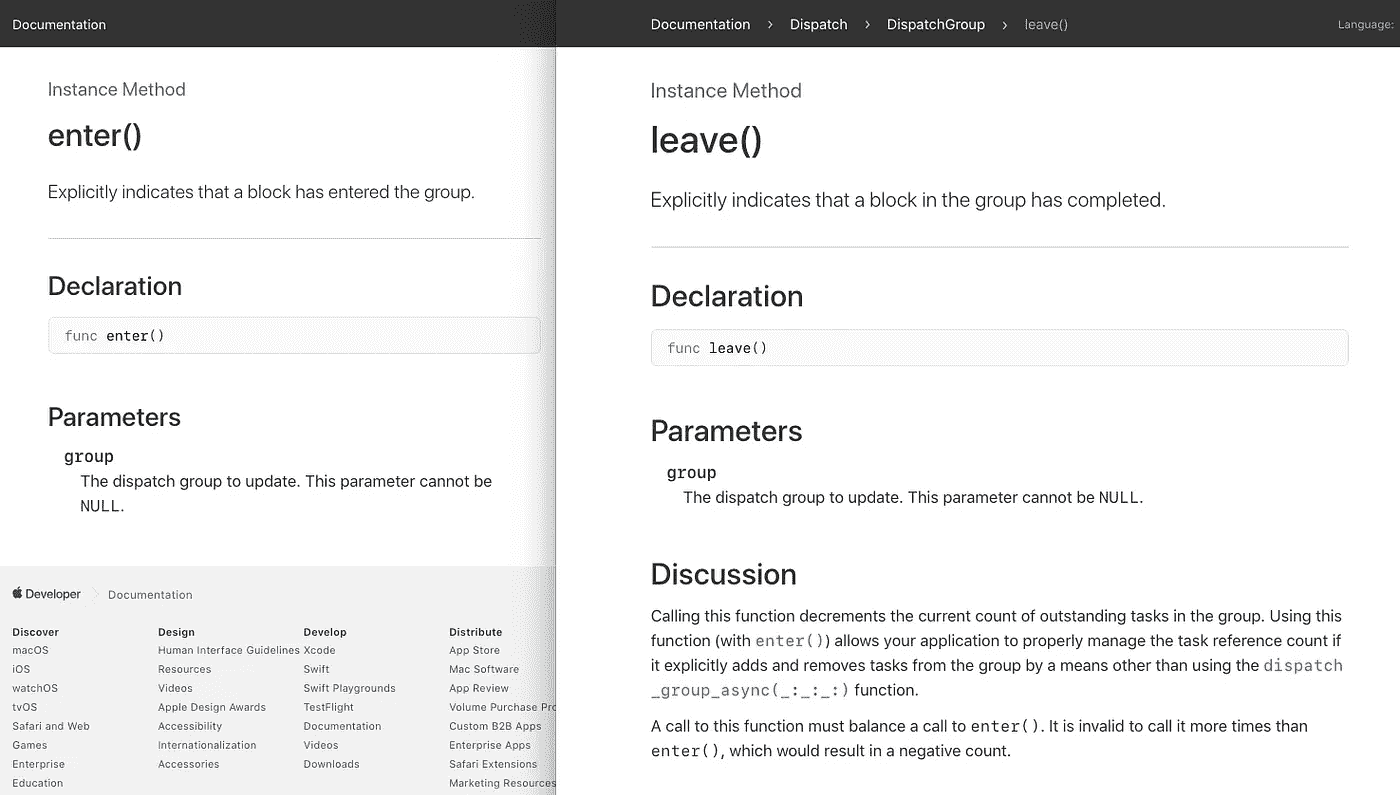 Documentation
Instance Method
enter()
Explicitly indicates that a block has entered the group.
Declaration
func enter()
Parameters
group
The dispatch group to update. This parameter cannot be
NULL.
Developer Documentation
Discover
macOS
iOS
watchOS
tvOS
Safari and Web
Games
Enterprise
Education
Design
Human Interface Guidelines
Resources
Videos
Apple Design Awards
Accessibility
Internationalization
Accessories
Develop
Xcode
Swift
Swift Playgrounds
TestFlight
Documentation
Videos
Downloads
Distribute
App Store
Mac Software
App Review
Volume Purchase Pro
Custom B2B Apps
Enterprise Apps
Safari Extensions
Marketing Resources
Documentation > Dispatch > DispatchGroup > leave()
Language:
Instance Method
leave()
Explicitly indicates that a block in the group has completed.
Declaration
func leave()
Parameters
group
The dispatch group to update. This parameter cannot be NULL.
Discussion
Calling this function decrements the current count of outstanding tasks in the group. Using this
function (with enter()) allows your application to properly manage the task reference count if
it explicitly adds and removes tasks from the group by a means other than using the dispatch
_group_async(_:_:_:) function.
A call to this function must balance a call to enter(). It is invalid to call it more times than
enter(), which would result in a negative count.